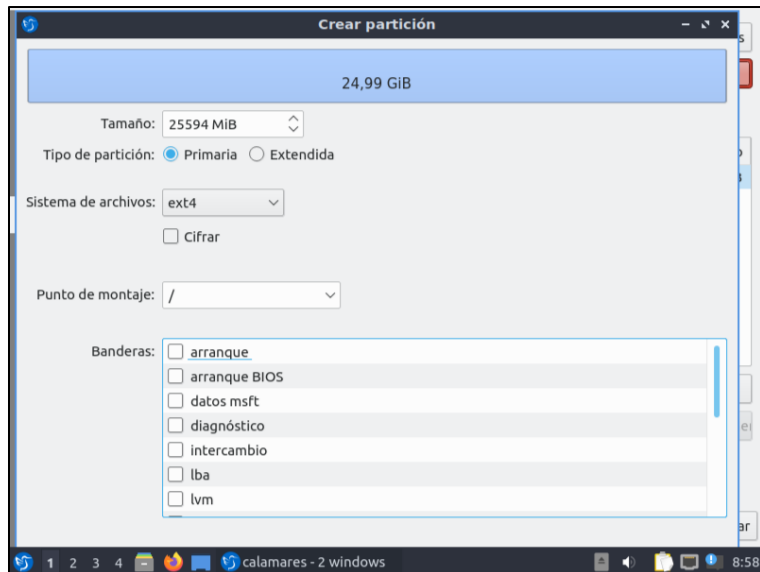 Crear partición
24,99 GiB
Tamaño: 25594 MiB
Tipo de partición: Primaria Extendida
Sistema de archivos: ext4
Cifrar
Punto de montaje: /
Banderas: arranque
arranque BIOS
datos msft
diagnóstico
intercambio
lba
lvm
ar
1 2 3 4 calamares - 2 windows 8:58